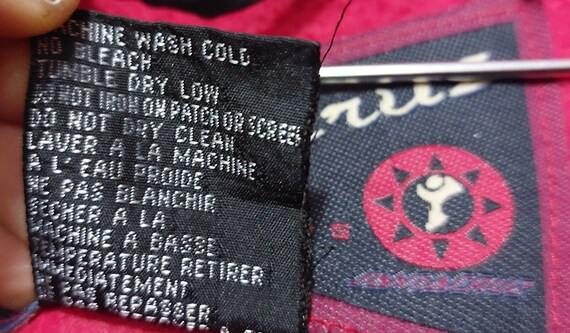 MACHINE WASH COLD
NO BLEACH
TUMBLE DRY LOW
DO NOT IRON ON PATCH OR SCREEN
DO NOT DRY CLEAN
LAVER A LA MACHINE
A L'EAU FROIDE
NE PAS BLANCHIR
SECHER A LA
MACHINE A BASSE
TEMPERATURE RETIRER
IMMEDIATEMENT
NE PAS REPASSER